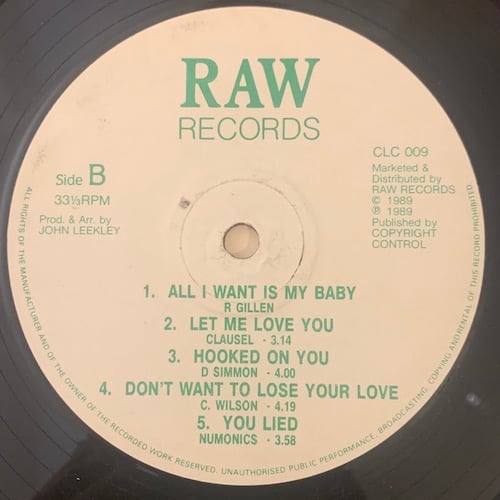 RAW
RECORDS
Side B
33⅓RPM
Prod. & Arr. by
JOHN LEEKLEY
CLC 009
Marketed &
Distributed by
RAW RECORDS
© 1989
℗ 1989
Published by
COPYRIGHT
CONTROL
1. ALL I WANT IS MY BABY
R GILLEN
2. LET ME LOVE YOU
CLAUSEL · 3.14
3. HOOKED ON YOU
D SIMMON · 4.00
4. DON'T WANT TO LOSE YOUR LOVE
C. WILSON · 4.19
5. YOU LIED
NUMONICS · 3.58
ALL RIGHTS OF THE MANUFACTURER AND OF THE OWNER OF THE RECORDED WORK RESERVED. UNAUTHORISED PUBLIC PERFORMANCE, BROADCASTING, COPYING AND RENTAL OF THIS RECORD PROHIBITED